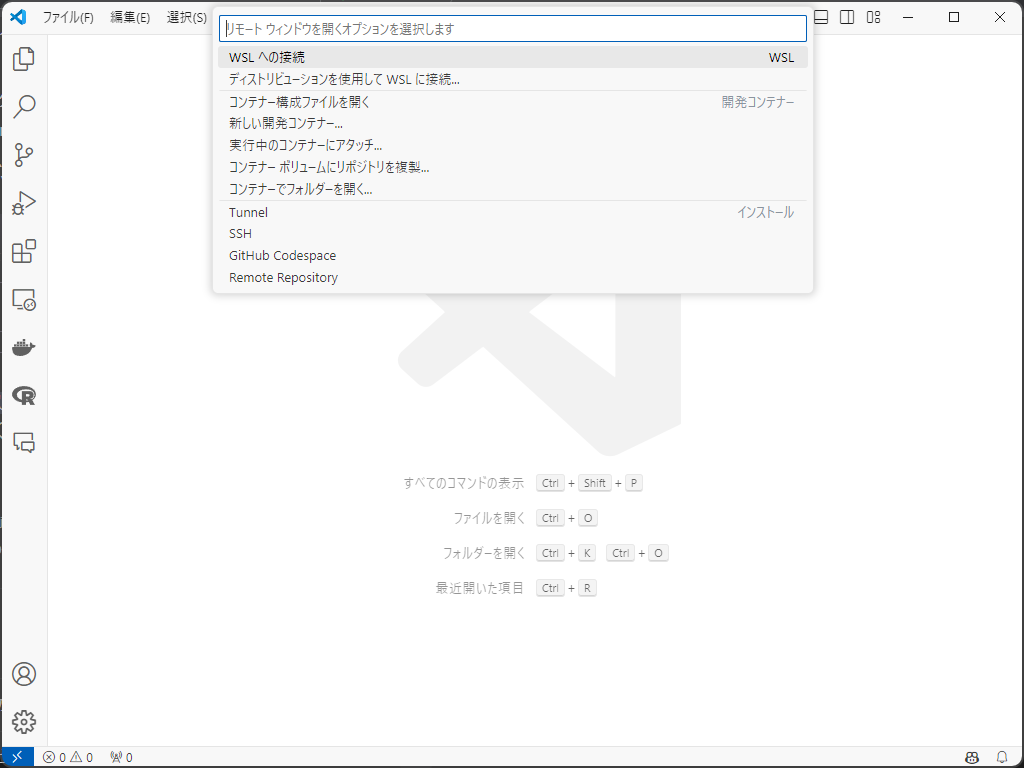 ファイル(F) 編集(E) 選択(S)
リモート ウィンドウを開くオプションを選択します
WSL への接続 WSL
ディストリビューションを使用して WSL に接続...
コンテナー構成ファイルを開く 開発コンテナー
新しい開発コンテナー...
実行中のコンテナーにアタッチ...
コンテナー ボリュームにリポジトリを複製...
コンテナーでフォルダーを開く...
Tunnel インストール
SSH
GitHub Codespace
Remote Repository
すべてのコマンドの表示 Ctrl + Shift + P
ファイルを開く Ctrl + O
フォルダーを開く Ctrl + K Ctrl + O
最近開いた項目 Ctrl + R
0 0 0